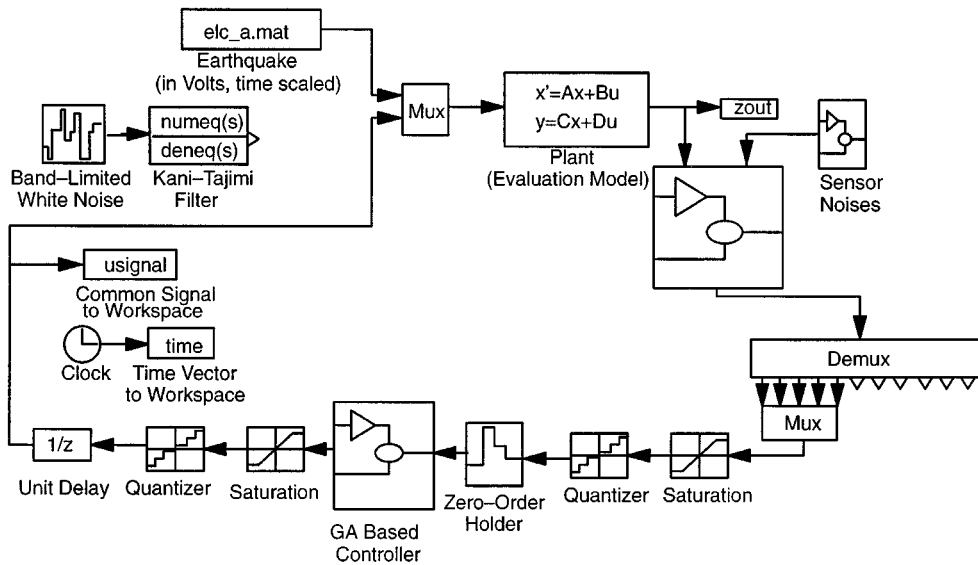 elc_a.mat
Earthquake
(in Volts, time scaled)
Mux
x'=Ax+Bu
y=Cx+Du
Plant
(Evaluation Model)
zout
Sensor
Noises
numeq(s)
deneq(s)
Band–Limited
White Noise
Kani–Tajimi
Filter
usignal
Common Signal
to Workspace
Clock
time
Time Vector
to Workspace
Demux
Mux
1/z
Unit Delay
Quantizer
Saturation
GA Based
Controller
Zero–Order
Holder
Quantizer
Saturation